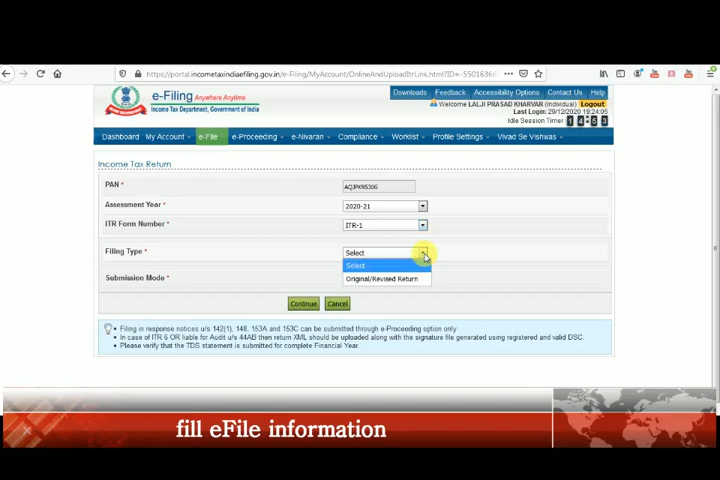 https://portal.incometaxindiaefiling.gov.in/e-Filing/MyAccount/OnlineAndUploadItrLink.html?ID=-55016366
e-Filing Anywhere Anytime
Income Tax Department, Government of India
Downloads Feedback Accessibility Options Contact Us Help
Welcome LALJI PRASAD KHARVAR (Individual) Logout
Last Login: 29/12/2020 19:24:05
Idle Session Timer 1 4 : 5 3
Dashboard My Account e-File e-Proceeding e-Nivaran Compliance Worklist Profile Settings Vivad Se Vishwas
Income Tax Return
PAN *
Assessment Year * 2020-21
ITR Form Number * ITR-1
Filing Type * Select
Select
Original/Revised Return
Submission Mode *
Continue Cancel
Filing in response notices u/s 142(1), 148, 153A and 153C can be submitted through e-Proceeding option only
In case of ITR 6 OR liable for Audit u/s 44AB then return XML should be uploaded along with the signature file generated using registered and valid DSC.
Please verify that the TDS statement is submitted for complete Financial Year.
fill eFile information